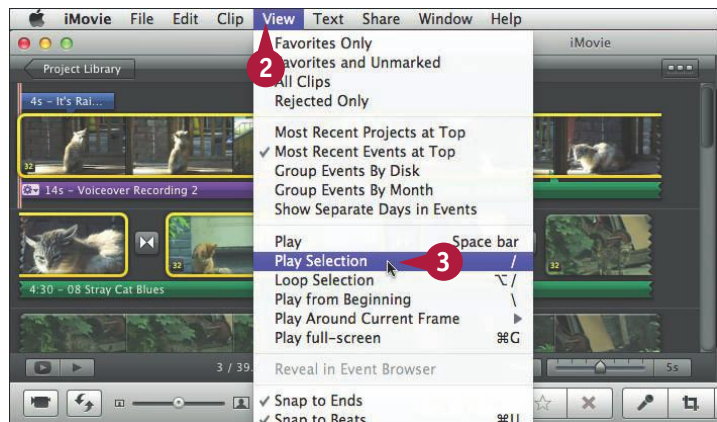 iMovie File Edit Clip View Text Share Window Help
iMovie
Project Library
2
Favorites Only
Favorites and Unmarked
All Clips
Rejected Only
4s – It's Rai...
Most Recent Projects at Top
✓ Most Recent Events at Top
Group Events By Disk
Group Events By Month
Show Separate Days in Events
32
14s – Voiceover Recording 2
Play Space bar
Play Selection /
3
Loop Selection ⌥/
Play from Beginning \
Play Around Current Frame ▶
Play full-screen ⌘G
32
32
4:30 – 08 Stray Cat Blues
Reveal in Event Browser
3 / 39.
5s
✓ Snap to Ends
✓ Snap to Beats ⌘U